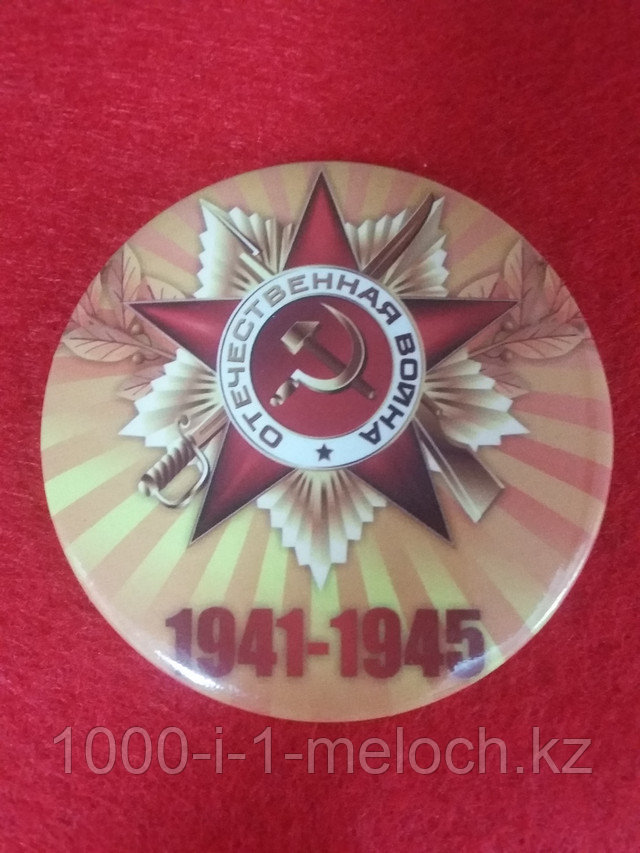 ОТЕЧЕСТВЕННАЯ ВОЙНА
1941-1945
1000-i-1-meloch.kz